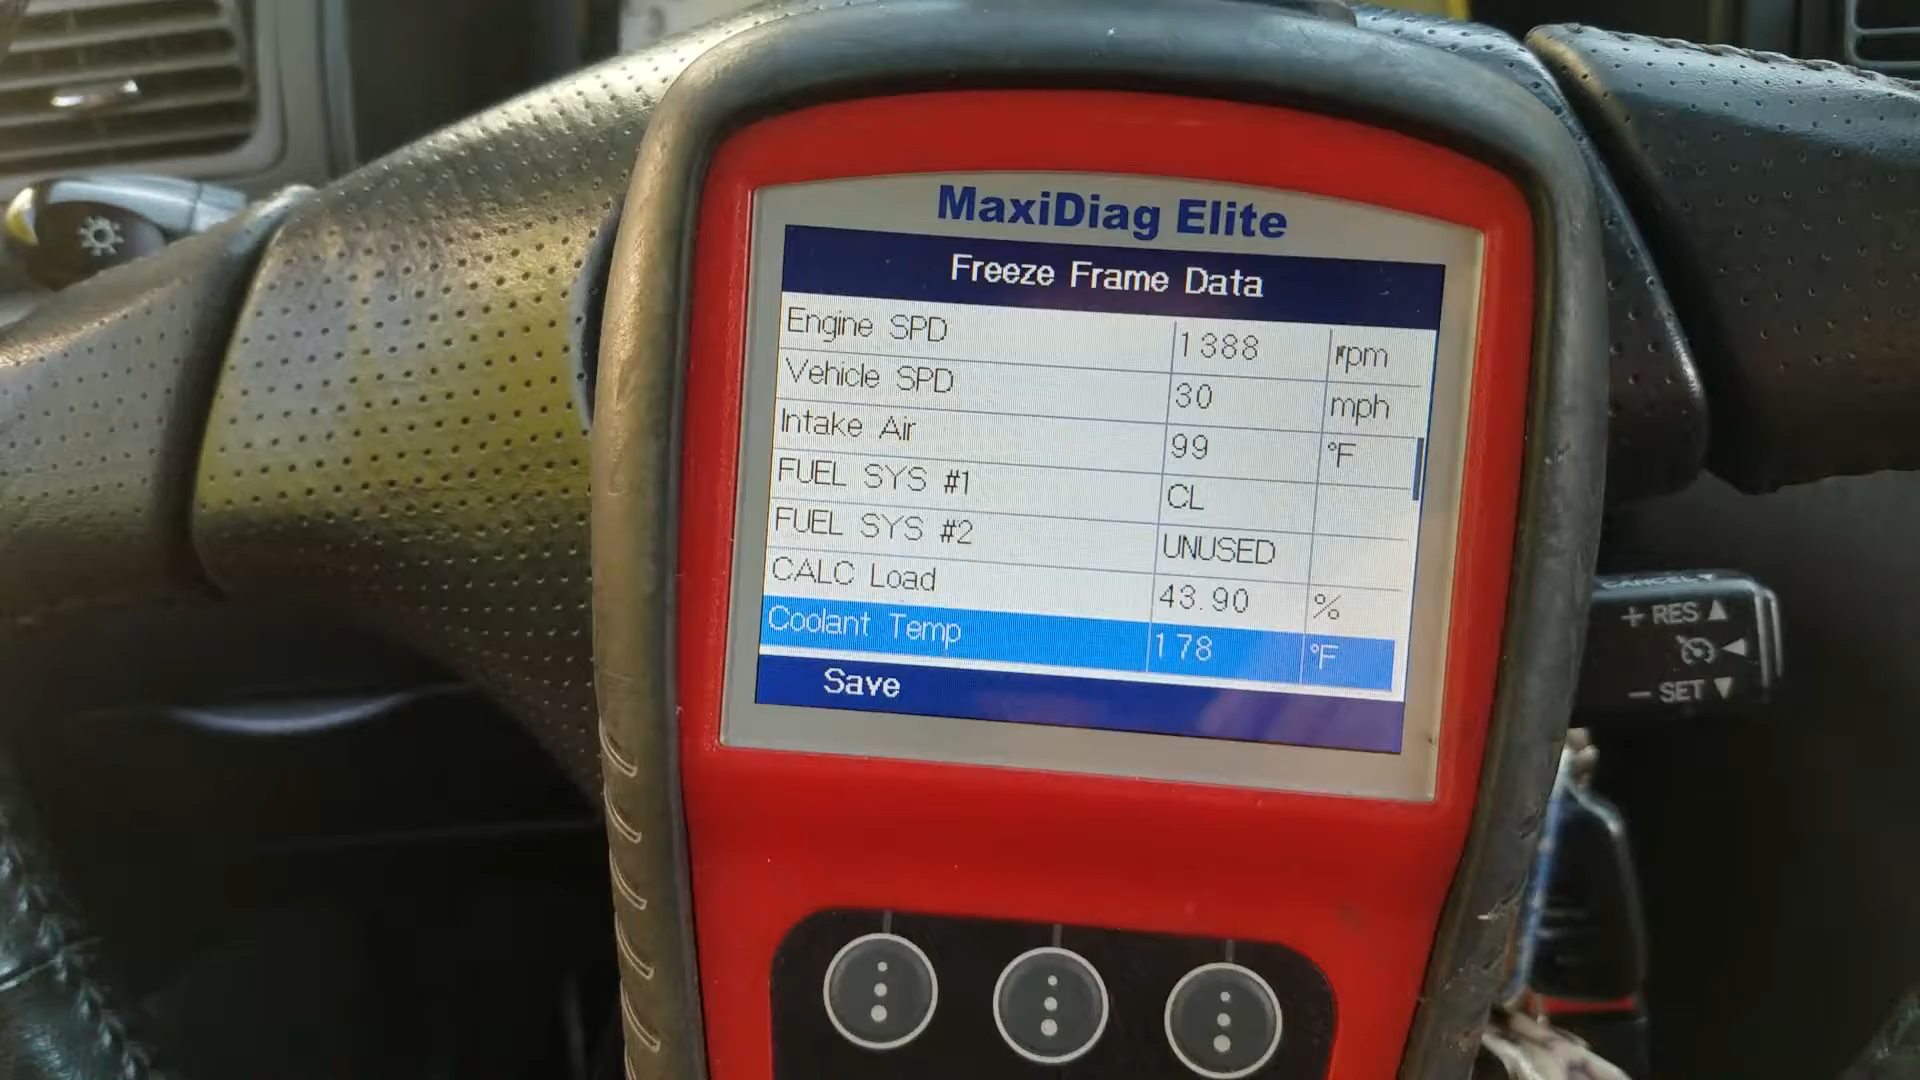 MaxiDiag Elite
Freeze Frame Data
Engine SPD 1388 rpm
Vehicle SPD 30 mph
Intake Air 99 °F
FUEL SYS #1 CL
FUEL SYS #2 UNUSED
CALC Load 43.90 %
Coolant Temp 178 °F
Save
CANCEL ▼
+ RES ▲
◀
− SET ▼